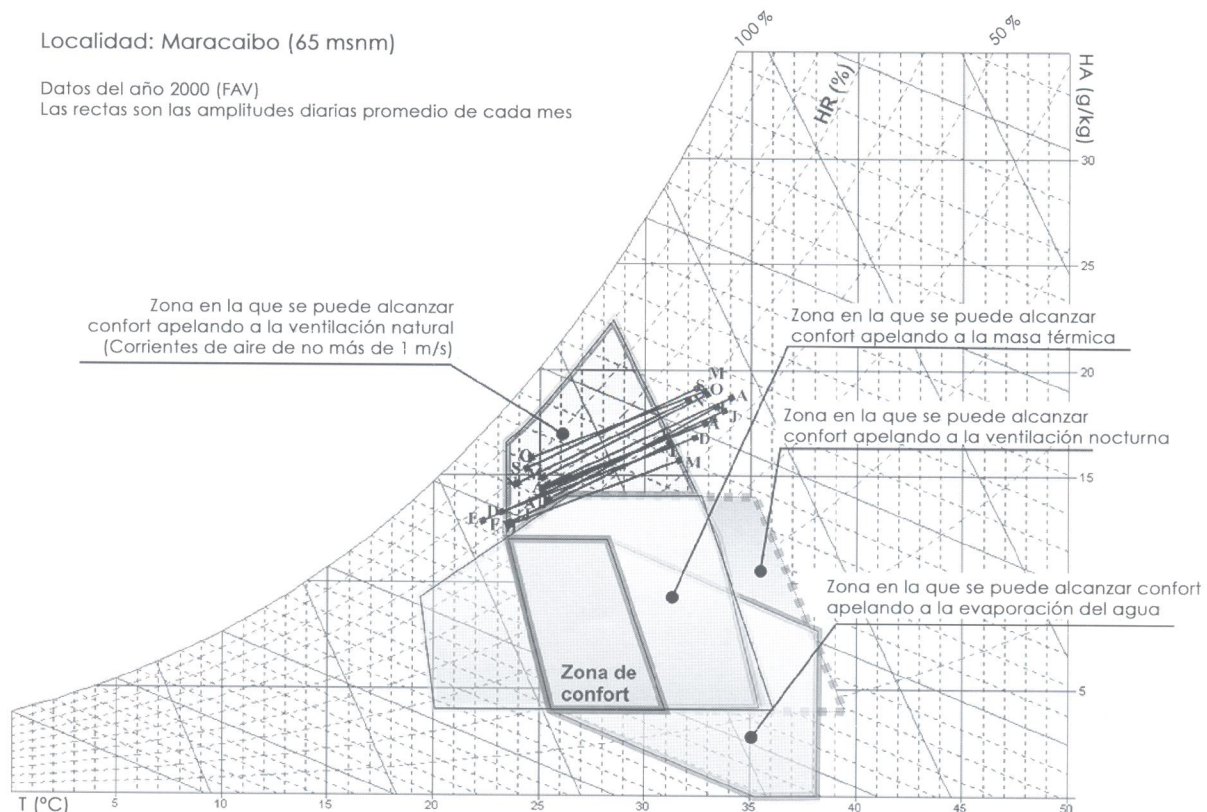 Localidad: Maracaibo (65 msnm)
Datos del año 2000 (FAV)
Las rectas son las amplitudes diarias promedio de cada mes
100 %
50 %
HR (%)
HA (g/kg)
30
25
20
15
5
Zona en la que se puede alcanzar
confort apelando a la ventilación natural
(Corrientes de aire de no más de 1 m/s)
Zona en la que se puede alcanzar
confort apelando a la masa térmica
Zona en la que se puede alcanzar
confort apelando a la ventilación nocturna
Zona en la que se puede alcanzar confort
apelando a la evaporación del agua
S M
O
A
J
A
D
M
O
S
E D
F
Zona de
confort
T (ºC)
5
10
15
20
25
30
35
40
45
50